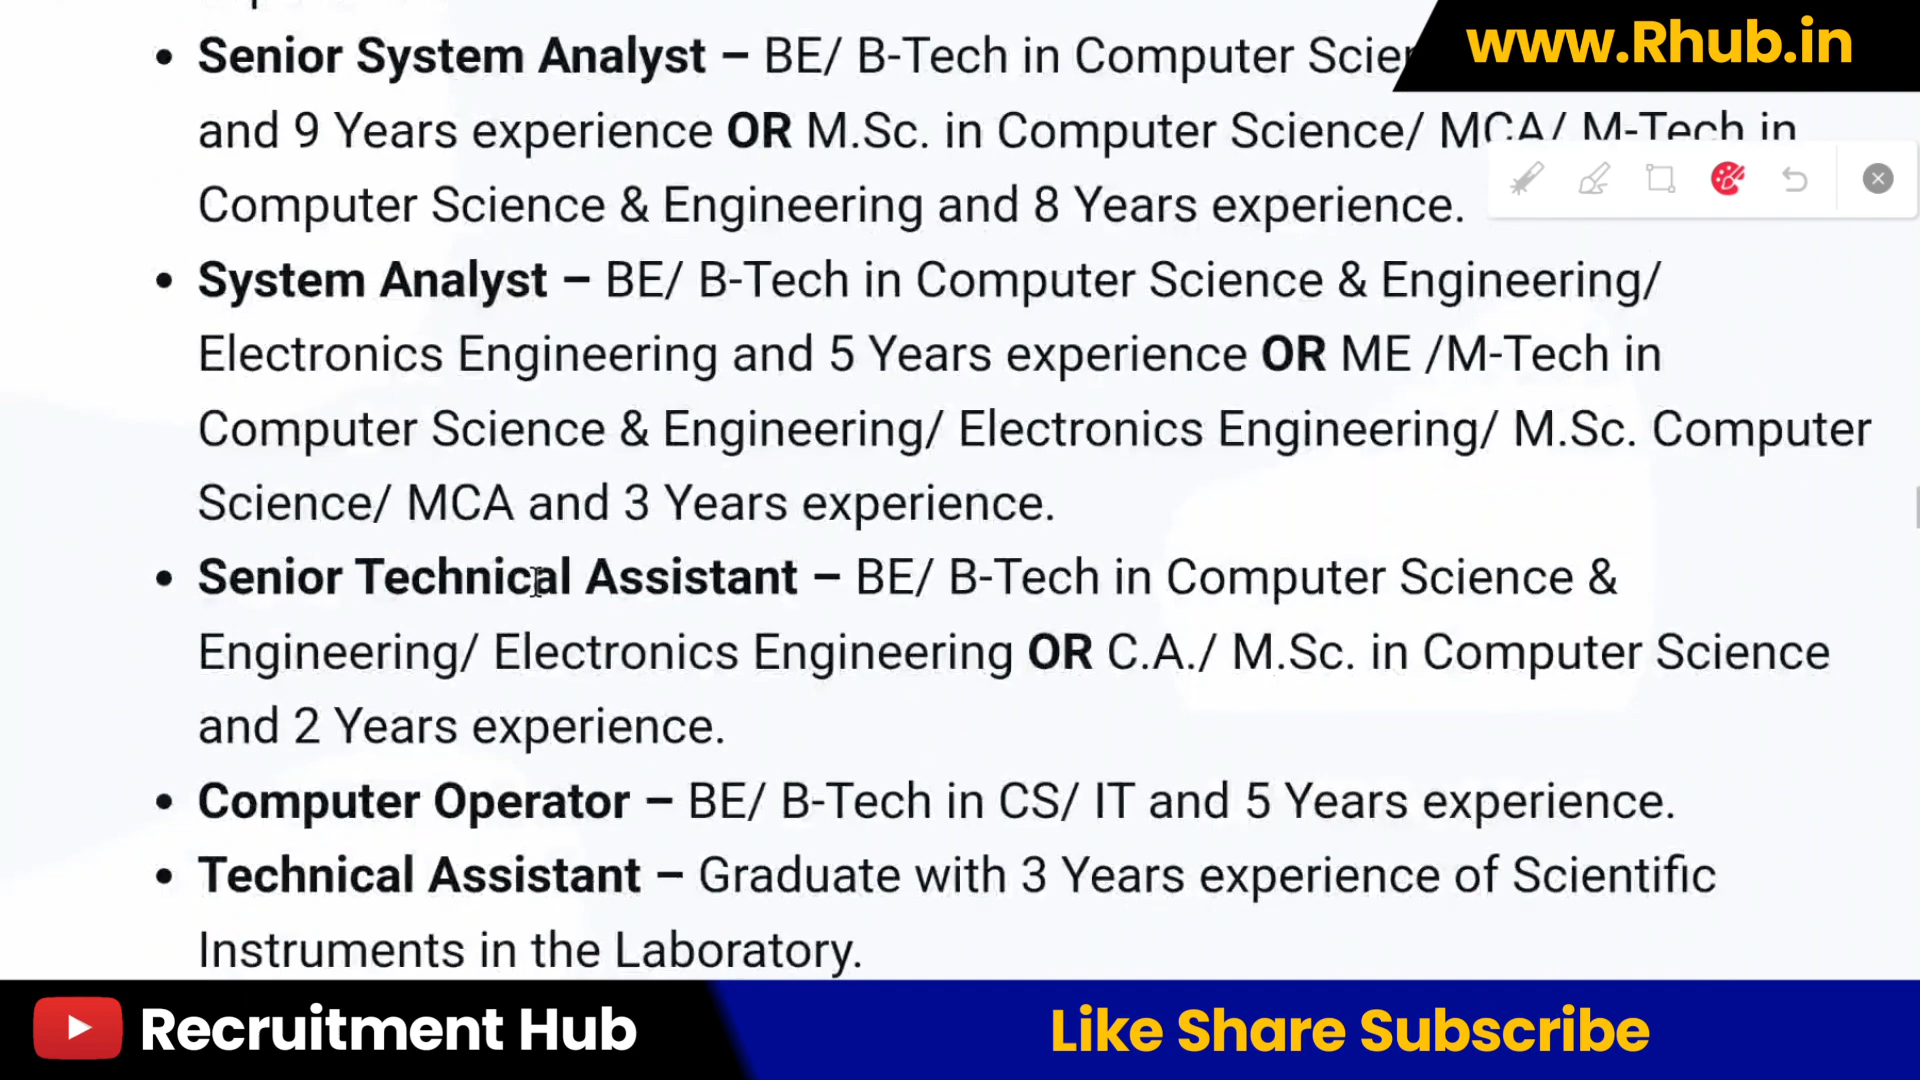 www.Rhub.in
Senior System Analyst – BE/ B-Tech in Computer
and 9 Years experience OR M.Sc. in Computer Science/ MCA/ M-Tech in
Computer Science & Engineering and 8 Years experience.
System Analyst – BE/ B-Tech in Computer Science & Engineering/
Electronics Engineering and 5 Years experience OR ME /M-Tech in
Computer Science & Engineering/ Electronics Engineering/ M.Sc. Computer
Science/ MCA and 3 Years experience.
Senior Technical Assistant – BE/ B-Tech in Computer Science &
Engineering/ Electronics Engineering OR C.A./ M.Sc. in Computer Science
and 2 Years experience.
Computer Operator – BE/ B-Tech in CS/ IT and 5 Years experience.
Technical Assistant – Graduate with 3 Years experience of Scientific
Instruments in the Laboratory.
Recruitment Hub
Like Share Subscribe